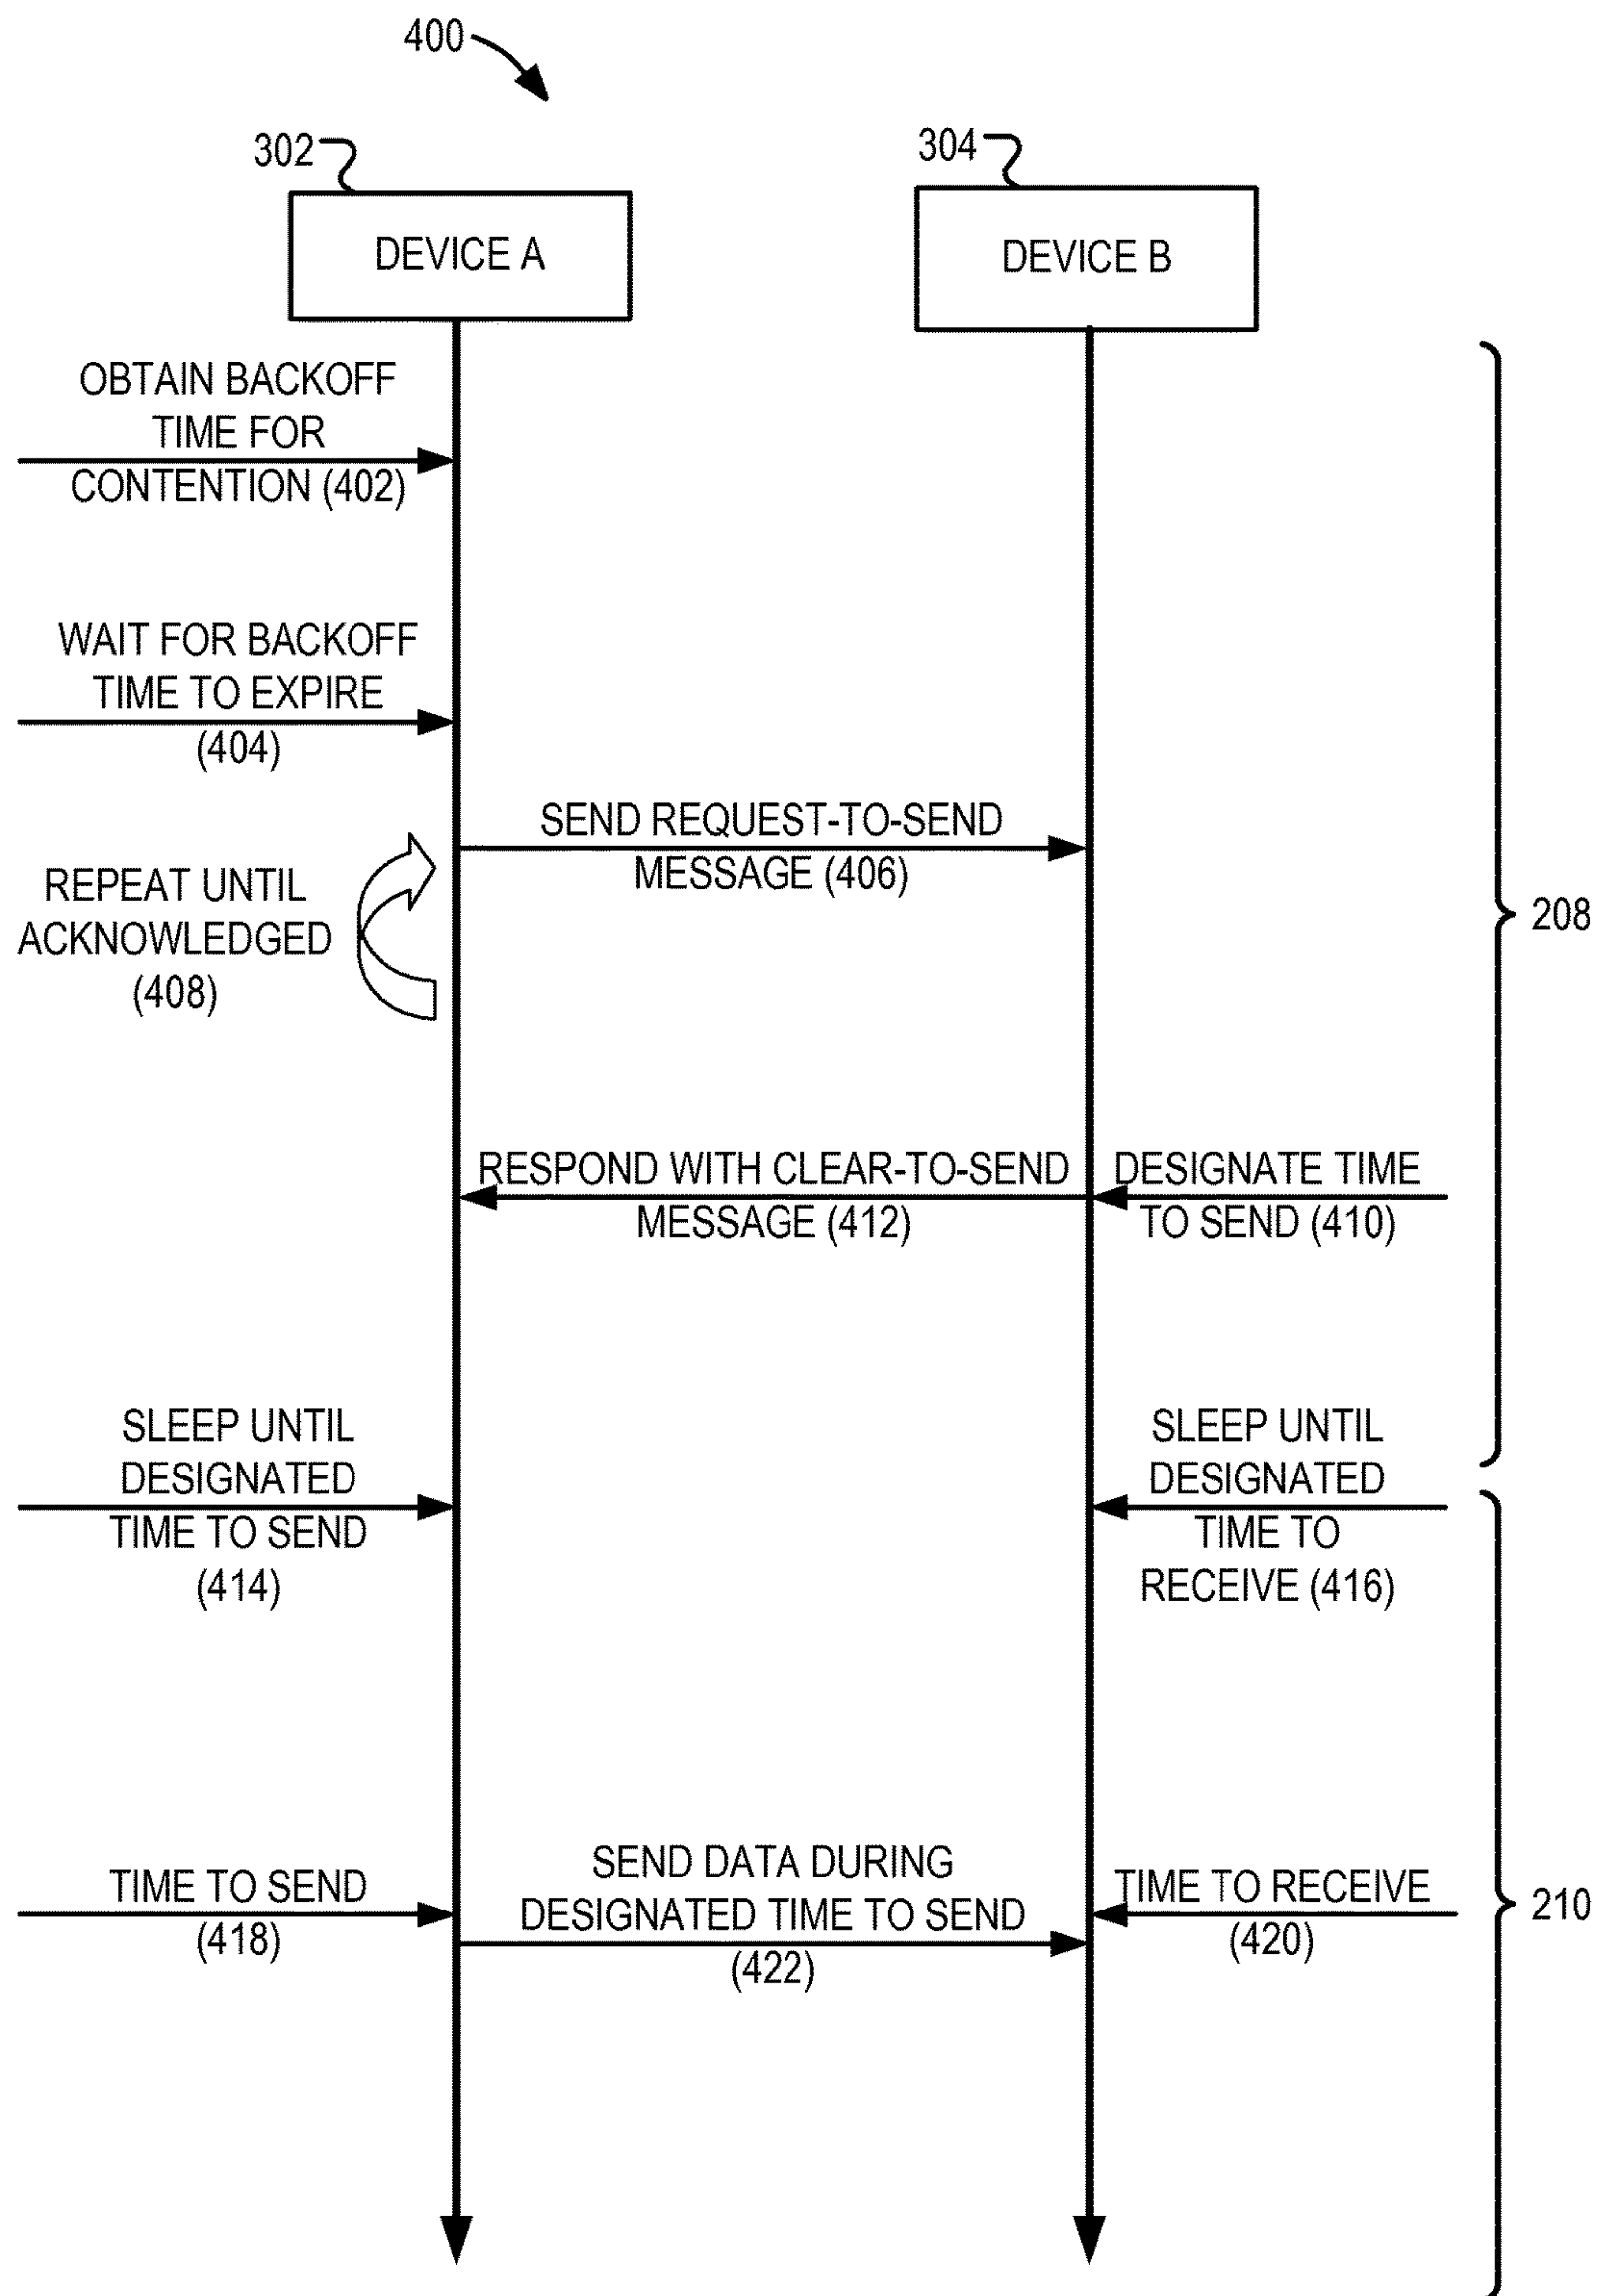 400
302
304
DEVICE A
DEVICE B
OBTAIN BACKOFF
TIME FOR
CONTENTION (402)
WAIT FOR BACKOFF
TIME TO EXPIRE
(404)
SEND REQUEST-TO-SEND
MESSAGE (406)
REPEAT UNTIL
ACKNOWLEDGED
(408)
208
RESPOND WITH CLEAR-TO-SEND
MESSAGE (412)
DESIGNATE TIME
TO SEND (410)
SLEEP UNTIL
DESIGNATED
TIME TO SEND
(414)
SLEEP UNTIL
DESIGNATED
TIME TO
RECEIVE (416)
TIME TO SEND
(418)
SEND DATA DURING
DESIGNATED TIME TO SEND
(422)
TIME TO RECEIVE
(420)
210